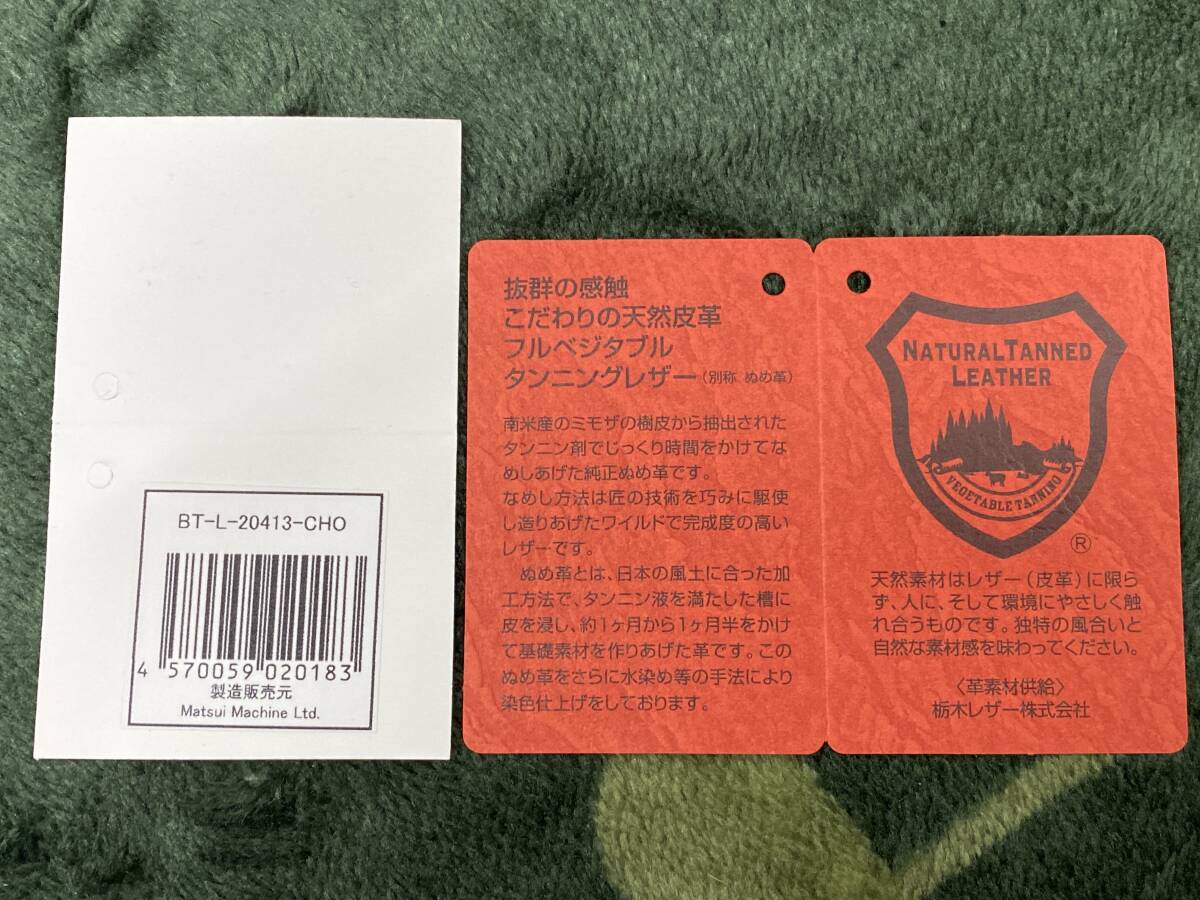 BT-L-20413-CHO
4 570059 020183
製造販売元
Matsui Machine Ltd.
抜群の感触
こだわりの天然皮革
フルベジタブル
タンニングレザー（別称 ぬめ革）
南米産のミモザの樹皮から抽出された
タンニン剤でじっくり時間をかけてな
めしあげた純正ぬめ革です。
なめし方法は匠の技術を巧みに駆使
し造りあげたワイルドで完成度の高い
レザーです。
　ぬめ革とは、日本の風土に合った加
工方法で、タンニン液を満たした槽に
皮を浸し、約1ヶ月から1ヶ月半をかけ
て基礎素材を作りあげた革です。この
ぬめ革をさらに水染め等の手法により
染色仕上げをしております。
NATURAL TANNED
LEATHER
VEGETABLE TANNING
®
天然素材はレザー（皮革）に限ら
ず、人に、そして環境にやさしく触
れ合うものです。独特の風合いと
自然な素材感を味わってください。
〈革素材供給〉
栃木レザー株式会社